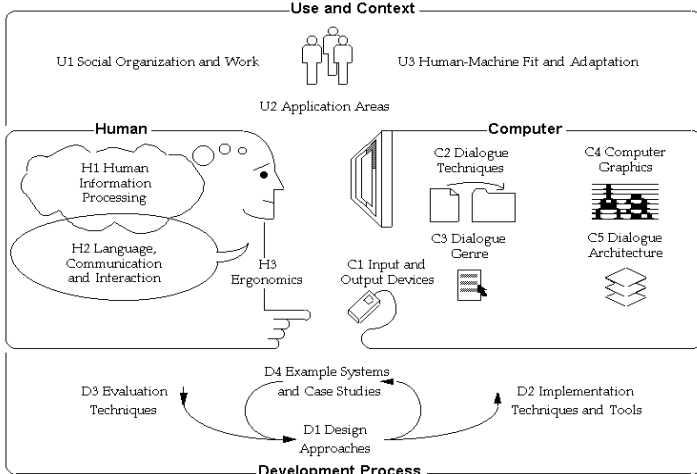 Use and Context
U1 Social Organization and Work
U3 Human-Machine Fit and Adaptation
U2 Application Areas
Human
H1 Human
Information
Processing
H2 Language,
Communication
and Interaction
H3
Ergonomics
Computer
C2 Dialogue
Techniques
C4 Computer
Graphics
Aa
C3 Dialogue
Genre
C5 Dialogue
Architecture
C1 Input and
Output Devices
D4 Example Systems
and Case Studies
D3 Evaluation
Techniques
D2 Implementation
Techniques and Tools
D1 Design
Approaches
Development Process